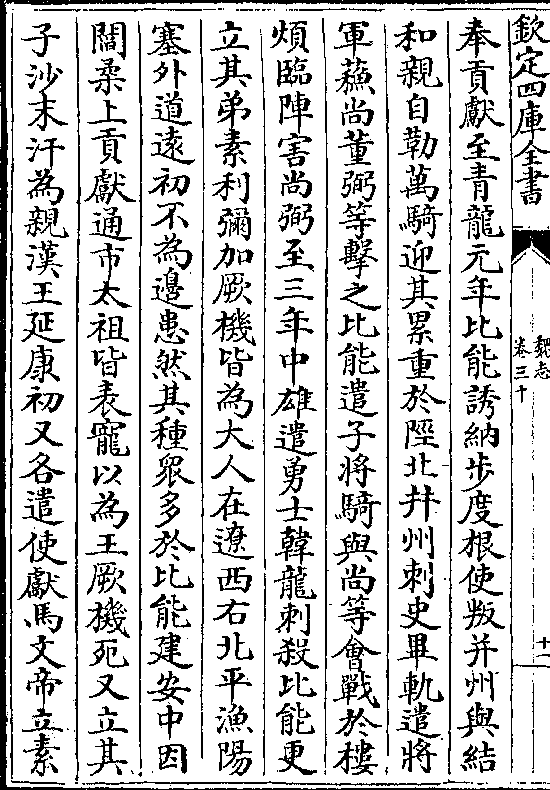 欽定四庫全書
魏志
卷三十
十一
奉貢獻至青龍元年比能誘納步度根使叛并州與結
和親自勒萬騎迎其累重於陘北并州刺史畢軌遣將
軍蘇尚董弼等擊之比能遣子將騎與尚等會戰於樓
煩臨陣害尚弼至三年中雄遣勇士韓龍刺殺比能更
立其弟素利彌加厥機皆為大人在遼西右北平漁陽
塞外道遠初不為邊患然其種眾多於比能建安中因
閻柔上貢獻通市太祖皆表寵以為王厥機死又立其
子沙末汗為親漢王延康初又各遣使獻馬文帝立素